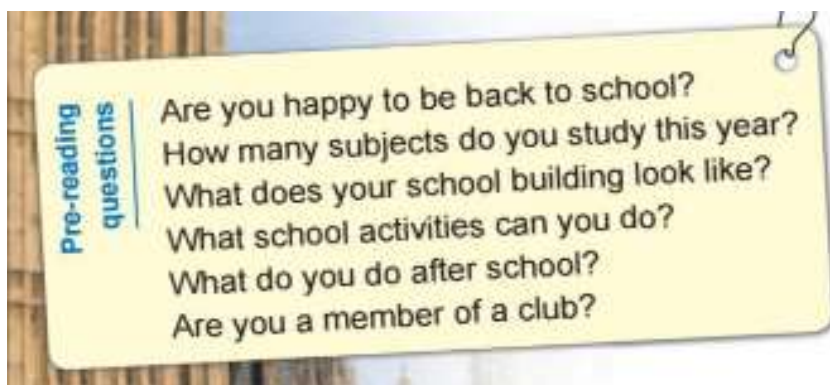 Pre-reading
questions
Are you happy to be back to school?
How many subjects do you study this year?
What does your school building look like?
What school activities can you do?
What do you do after school?
Are you a member of a club?